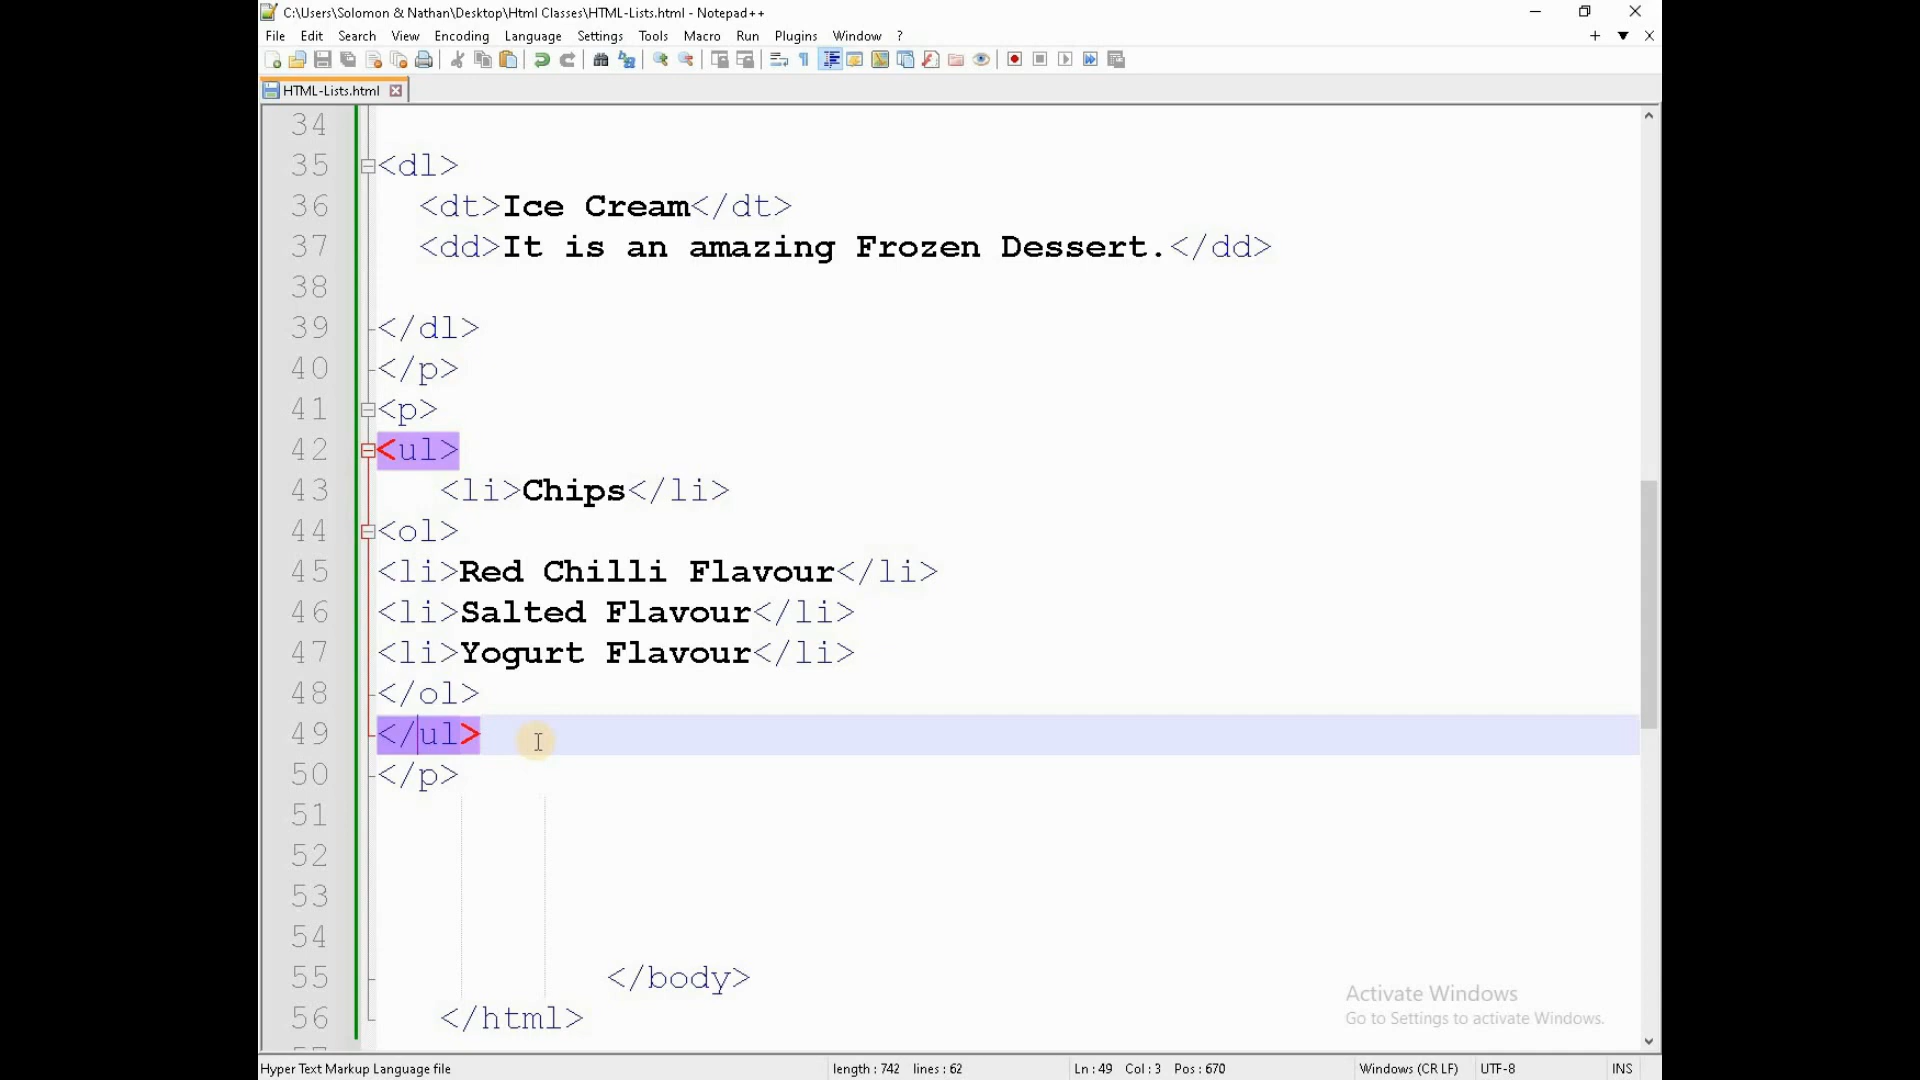 C:\Users\Solomon & Nathan\Desktop\Html Classes\HTML-Lists.html - Notepad++
File Edit Search View Encoding Language Settings Tools Macro Run Plugins Window ?
HTML-Lists.html
34
35 <dl>
36 <dt>Ice Cream</dt>
37 <dd>It is an amazing Frozen Dessert.</dd>
38
39 </dl>
40 </p>
41 <p>
42 <ul>
43 <li>Chips</li>
44 <ol>
45 <li>Red Chilli Flavour</li>
46 <li>Salted Flavour</li>
47 <li>Yogurt Flavour</li>
48 </ol>
49 </ul>
50 </p>
51
52
53
54
55 </body>
56 </html>
Activate Windows
Go to Settings to activate Windows.
Hyper Text Markup Language file length : 742 lines : 62 Ln : 49 Col : 3 Pos : 670 Windows (CR LF) UTF-8 INS